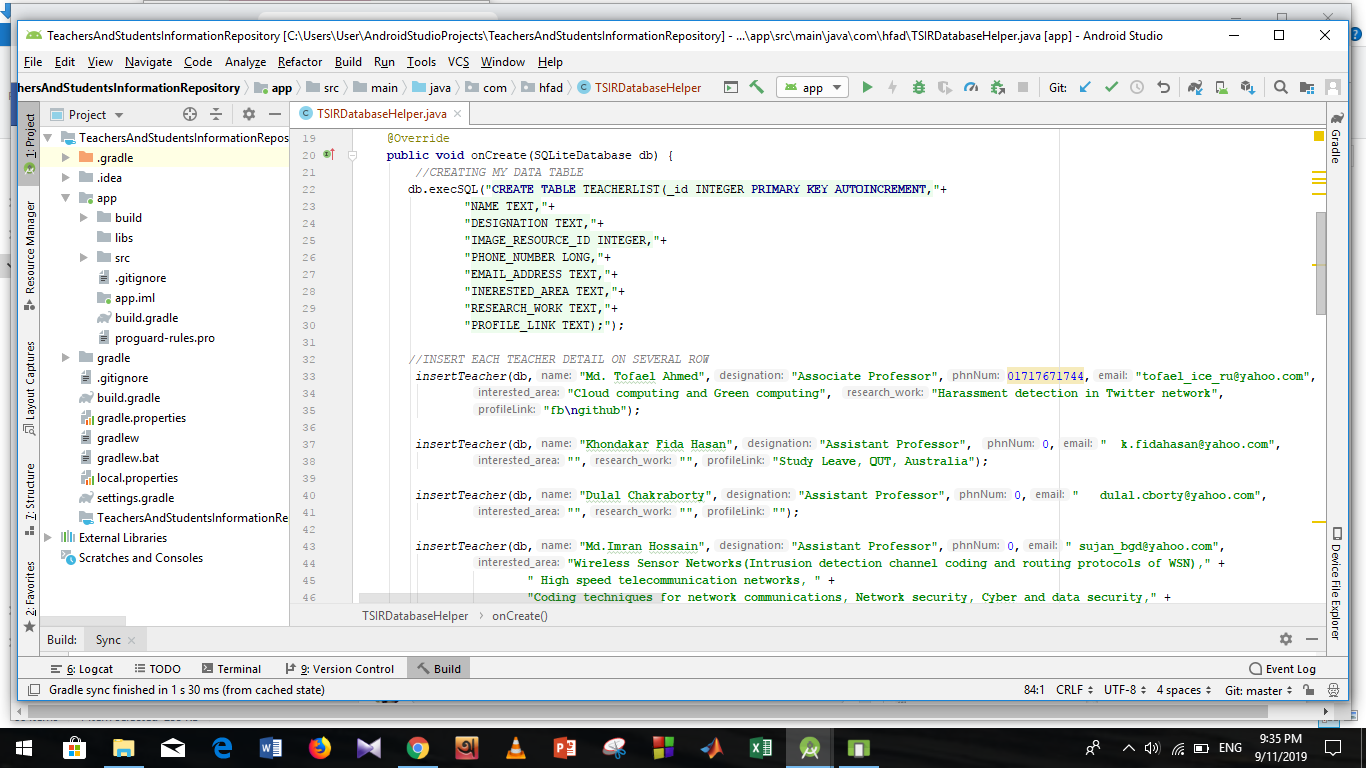 TeachersAndStudentsInformationRepository [C:\Users\User\AndroidStudioProjects\TeachersAndStudentsInformationRepository] - ...\app\src\main\java\com\hfad\TSIRDatabaseHelper.java [app] - Android Studio
File Edit View Navigate Code Analyze Refactor Build Run Tools VCS Window Help
hersAndStudentsInformationRepository app src main java com hfad TSIRDatabaseHelper app Git:
Project TSIRDatabaseHelper.java
1: Project
Resource Manager
Layout Captures
7: Structure
2: Favorites
TeachersAndStudentsInformationRepos
.gradle
.idea
app
build
libs
src
.gitignore
app.iml
build.gradle
proguard-rules.pro
gradle
.gitignore
build.gradle
gradle.properties
gradlew
gradlew.bat
local.properties
settings.gradle
TeachersAndStudentsInformationRe
External Libraries
Scratches and Consoles
19 @Override
20 public void onCreate(SQLiteDatabase db) {
21 //CREATING MY DATA TABLE
22 db.execSQL("CREATE TABLE TEACHERLIST(_id INTEGER PRIMARY KEY AUTOINCREMENT,"+
23 "NAME TEXT,"+
24 "DESIGNATION TEXT,"+
25 "IMAGE_RESOURCE_ID INTEGER,"+
26 "PHONE_NUMBER LONG,"+
27 "EMAIL_ADDRESS TEXT,"+
28 "INERESTED_AREA TEXT,"+
29 "RESEARCH_WORK TEXT,"+
30 "PROFILE_LINK TEXT);");
31
32 //INSERT EACH TEACHER DETAIL ON SEVERAL ROW
33 insertTeacher(db, name: "Md. Tofael Ahmed", designation: "Associate Professor", phnNum: 01717671744, email: "tofael_ice_ru@yahoo.com",
34 interested_area: "Cloud computing and Green computing", research_work: "Harassment detection in Twitter network",
35 profileLink: "fb\ngithub");
36
37 insertTeacher(db, name: "Khondakar Fida Hasan", designation: "Assistant Professor", phnNum: 0, email: "  k.fidahasan@yahoo.com",
38 interested_area: "", research_work: "", profileLink: "Study Leave, QUT, Australia");
39
40 insertTeacher(db, name: "Dulal Chakraborty", designation: "Assistant Professor", phnNum: 0, email: "   dulal.cborty@yahoo.com",
41 interested_area: "", research_work: "", profileLink: "");
42
43 insertTeacher(db, name: "Md.Imran Hossain", designation: "Assistant Professor", phnNum: 0, email: " sujan_bgd@yahoo.com",
44 interested_area: "Wireless Sensor Networks(Intrusion detection channel coding and routing protocols of WSN)," +
45 " High speed telecommunication networks, " +
46 "Coding techniques for network communications, Network security, Cyber and data security," +
TSIRDatabaseHelper › onCreate()
Gradle
Device File Explorer
Build: Sync
6: Logcat TODO Terminal 9: Version Control Build Event Log
Gradle sync finished in 1 s 30 ms (from cached state) 84:1 CRLF UTF-8 4 spaces Git: master
ENG
9:35 PM
9/11/2019